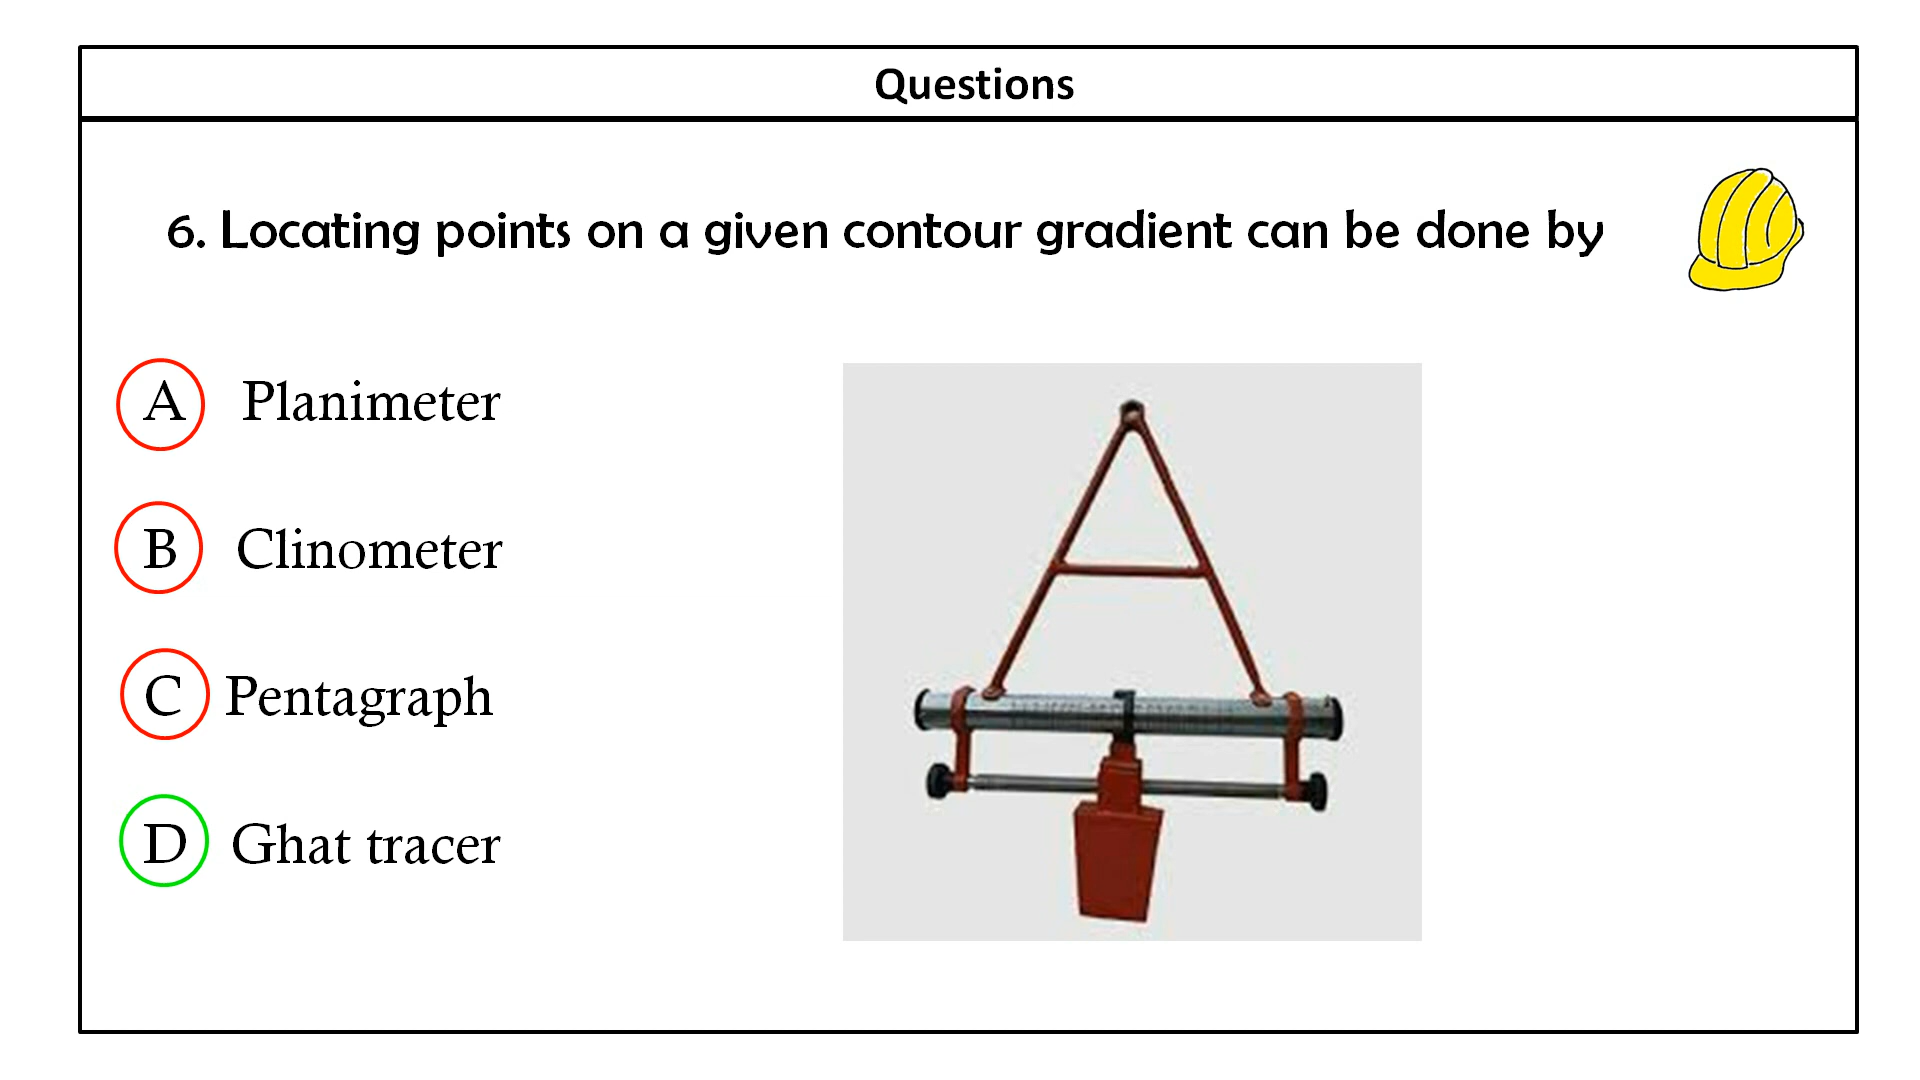 Questions
6. Locating points on a given contour gradient can be done by
A Planimeter
B Clinometer
C Pentagraph
D Ghat tracer